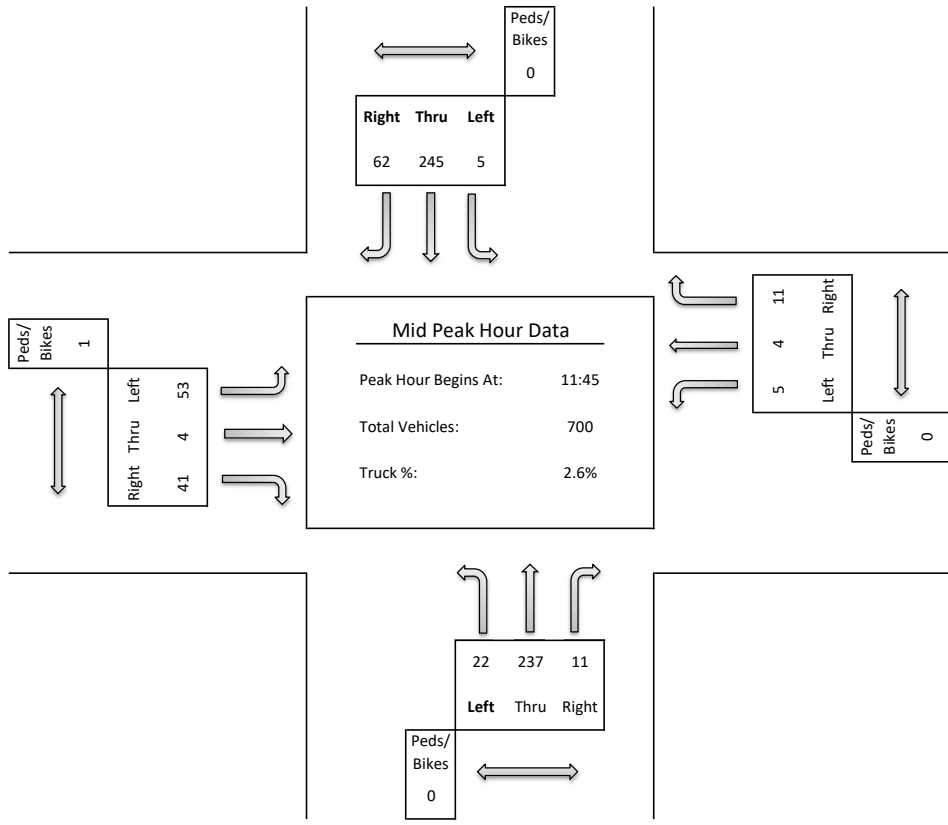 Peds/
Bikes
0
Right Thru Left
62 245 5
Peds/
Bikes
1
Left 53
Thru 4
Right 41
Mid Peak Hour Data
Peak Hour Begins At: 11:45
Total Vehicles: 700
Truck %: 2.6%
11 Right
4 Thru
5 Left
Peds/
Bikes
0
22 237 11
Left Thru Right
Peds/
Bikes
0